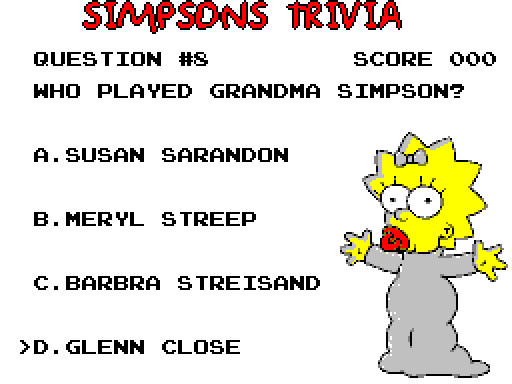 SIMPSONS TRIVIA
QUESTION #8 SCORE 000
WHO PLAYED GRANDMA SIMPSON?
A.SUSAN SARANDON
B.MERYL STREEP
C.BARBRA STREISAND
>D.GLENN CLOSE